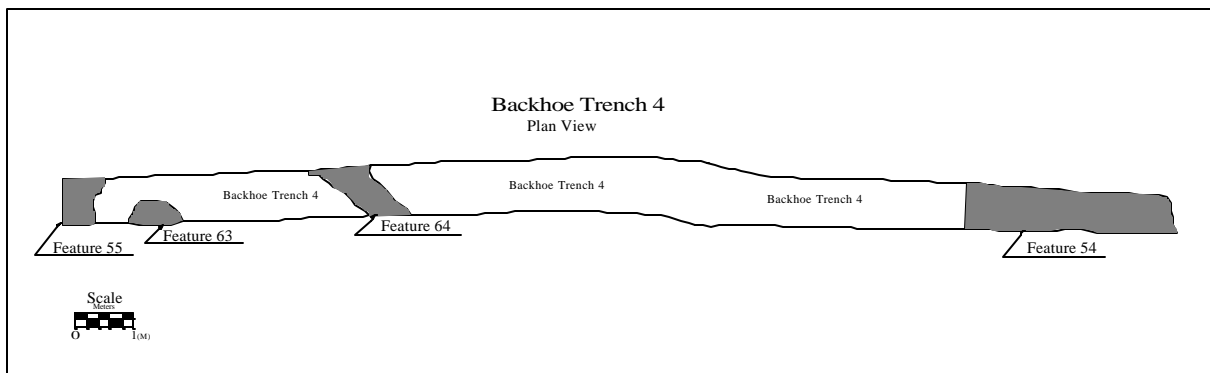 Backhoe Trench 4
Plan View
Backhoe Trench 4
Backhoe Trench 4
Backhoe Trench 4
Feature 55
Feature 63
Feature 64
Feature 54
Scale
Meters
0 1 (M)